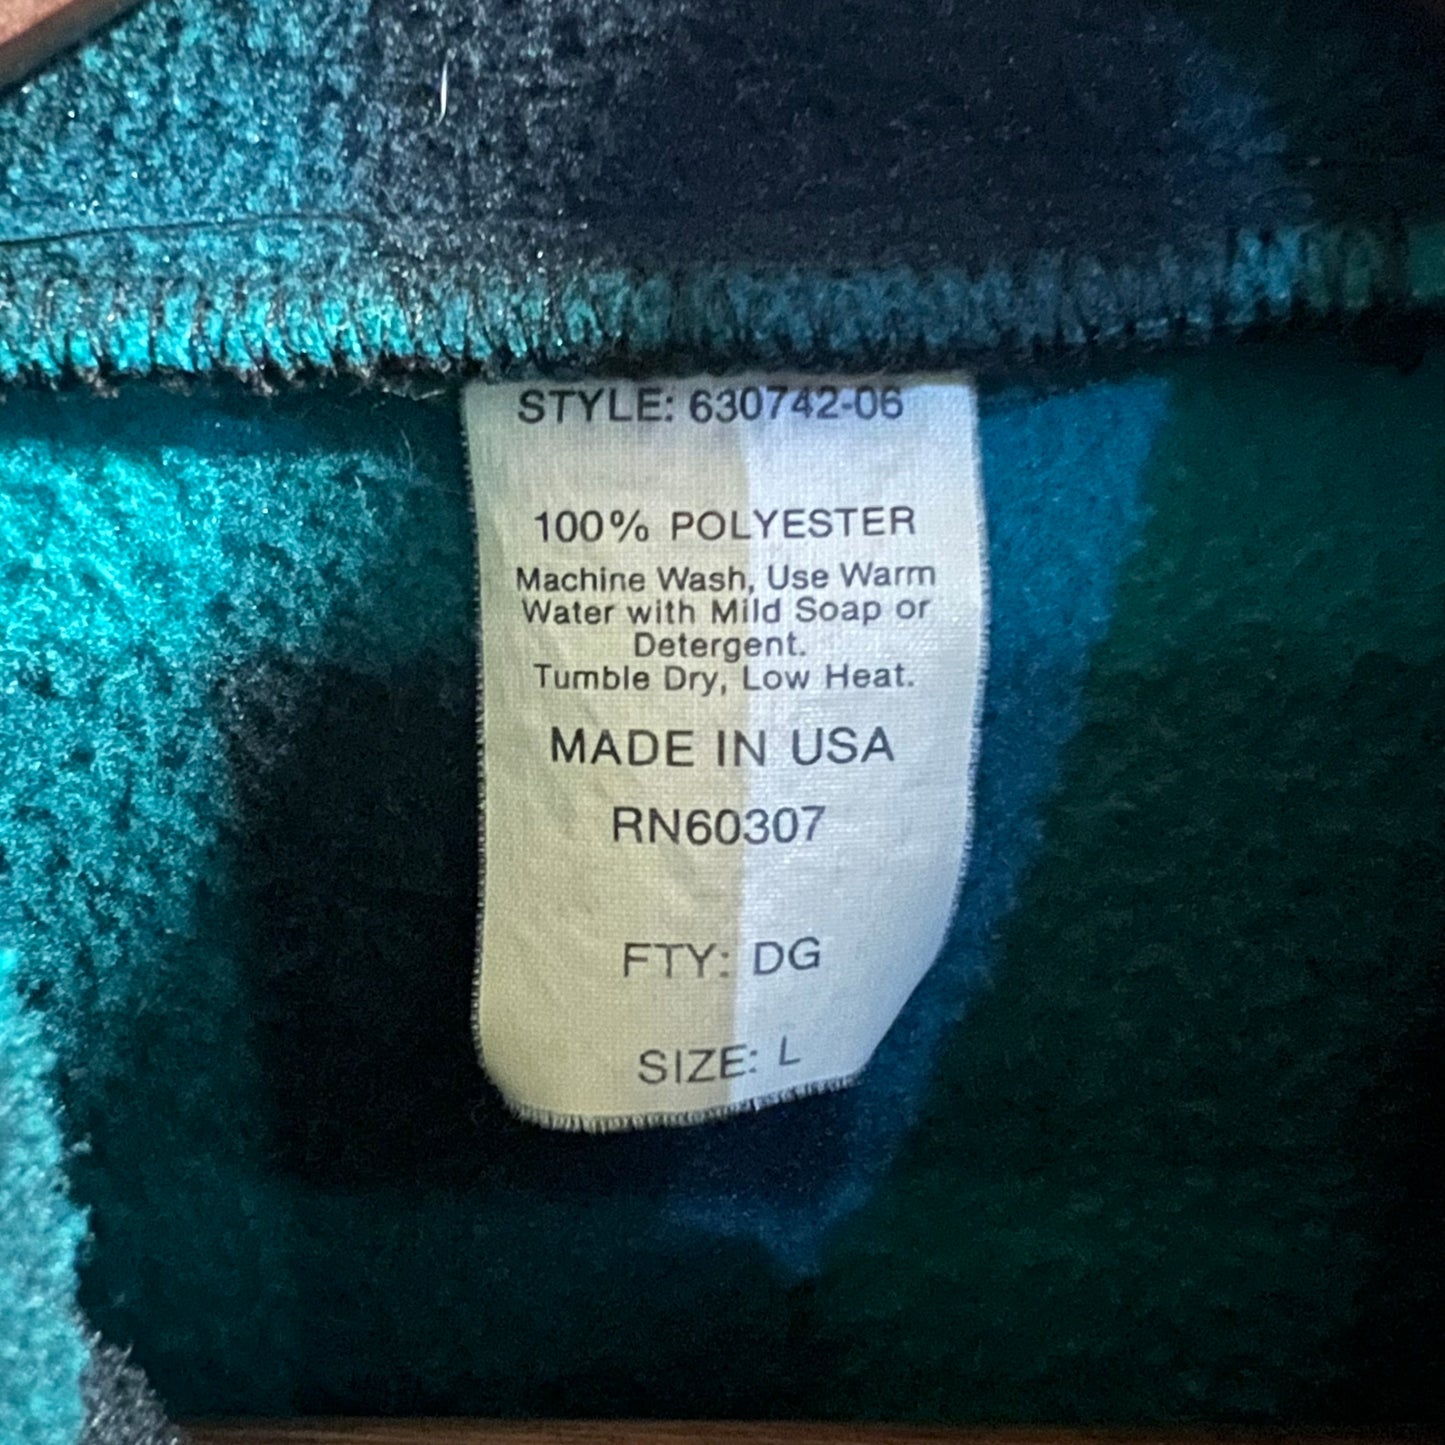 STYLE: 630742-06
100% POLYESTER
Machine Wash, Use Warm
Water with Mild Soap or
Detergent.
Tumble Dry, Low Heat.
MADE IN USA
RN60307
FTY: DG
SIZE: L